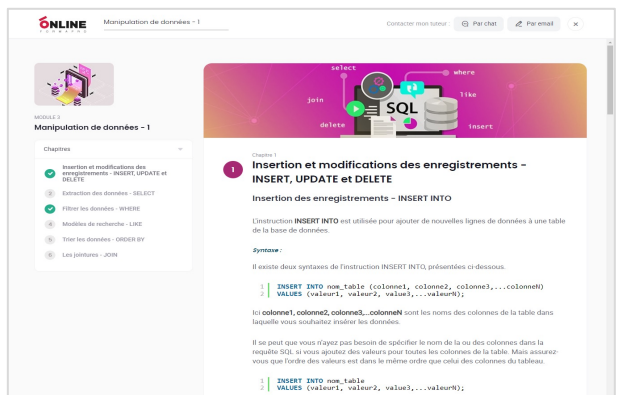 ONLINE
FORMAPRO
Manipulation de données - 1
Contacter mon tuteur :
Par chat
Par email
×
MODULE 3
Manipulation de données - 1
Chapitres
Insertion et modifications des
enregistrements - INSERT, UPDATE et
DELETE
2 Extraction des données - SELECT
Filtrer les données - WHERE
4 Modèles de recherche - LIKE
5 Trier les données - ORDER BY
6 Les jointures - JOIN
select
where
join
like
SQL
delete
insert
1
Chapitre 1
Insertion et modifications des enregistrements -
INSERT, UPDATE et DELETE
Insertion des enregistrements - INSERT INTO
L'instruction INSERT INTO est utilisée pour ajouter de nouvelles lignes de données à une table
de la base de données.
Syntaxe :
Il existe deux syntaxes de l'instruction INSERT INTO, présentées ci-dessous.
1 INSERT INTO nom_table (colonne1, colonne2, colonne3,...colonneN)
2 VALUES (valeur1, valeur2, value3,...valeurN);
Ici colonne1, colonne2, colonne3,...colonneN sont les noms des colonnes de la table dans
laquelle vous souhaitez insérer les données.
Il se peut que vous n'ayez pas besoin de spécifier le nom de la ou des colonnes dans la
requête SQL si vous ajoutez des valeurs pour toutes les colonnes de la table. Mais assurez-
vous que l'ordre des valeurs est dans le même ordre que celui des colonnes du tableau.
1 INSERT INTO nom_table
2 VALUES (valeur1, valeur2, value3,...valeurN);